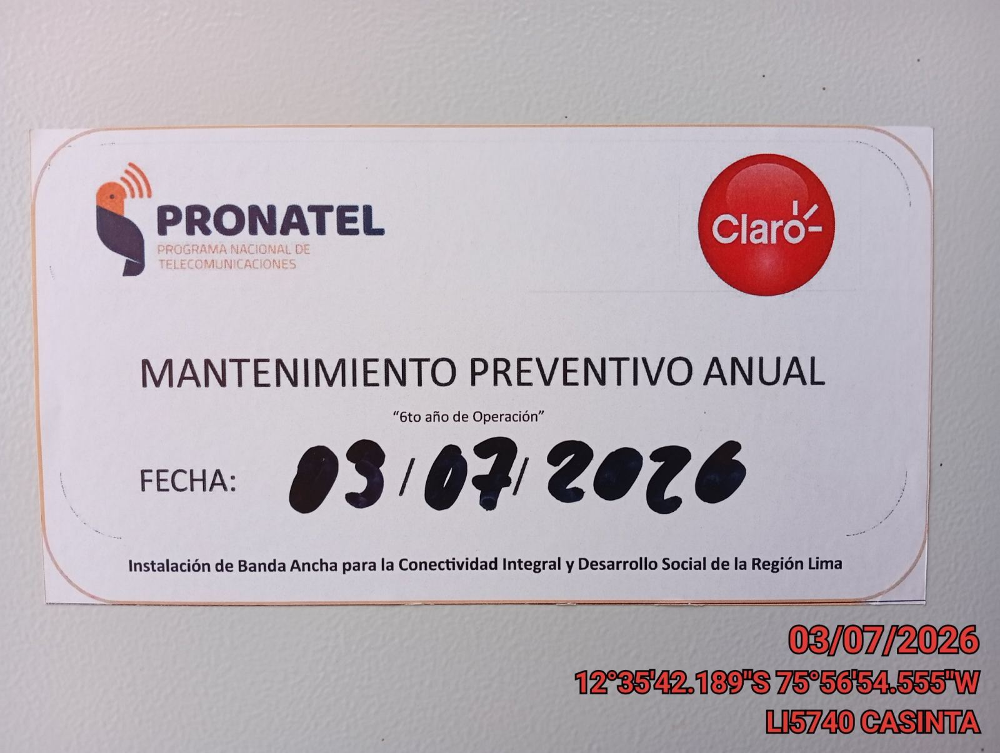 PRONATEL
PROGRAMA NACIONAL DE
TELECOMUNICACIONES
Claro
MANTENIMIENTO PREVENTIVO ANUAL
“6to año de Operación”
FECHA: 03/07/2026
Instalación de Banda Ancha para la Conectividad Integral y Desarrollo Social de la Región Lima
03/07/2026
12°35'42.189"S 75°56'54.555"W
LI5740 CASINTA